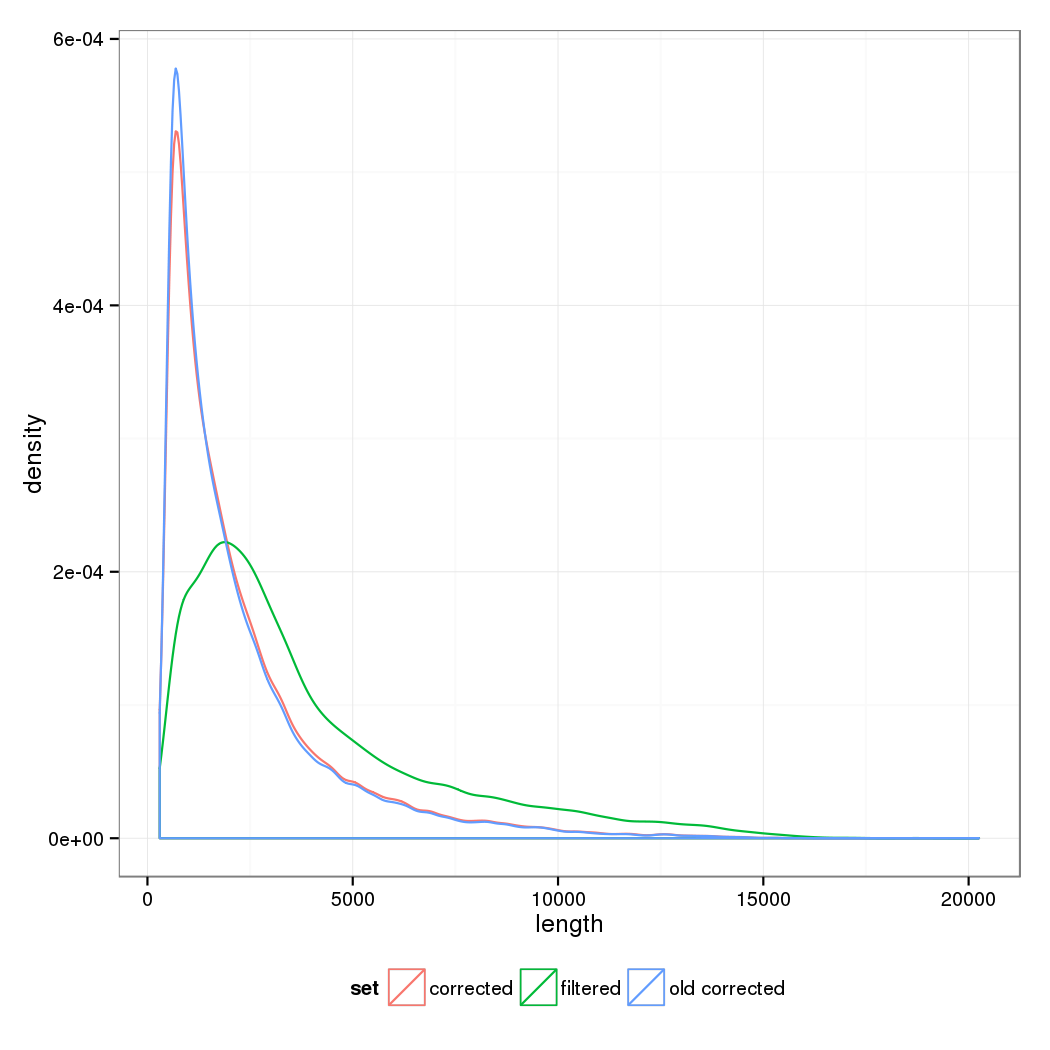 6e-04
4e-04
2e-04
0e+00
density
0 5000 10000 15000 20000
length
set corrected filtered old corrected